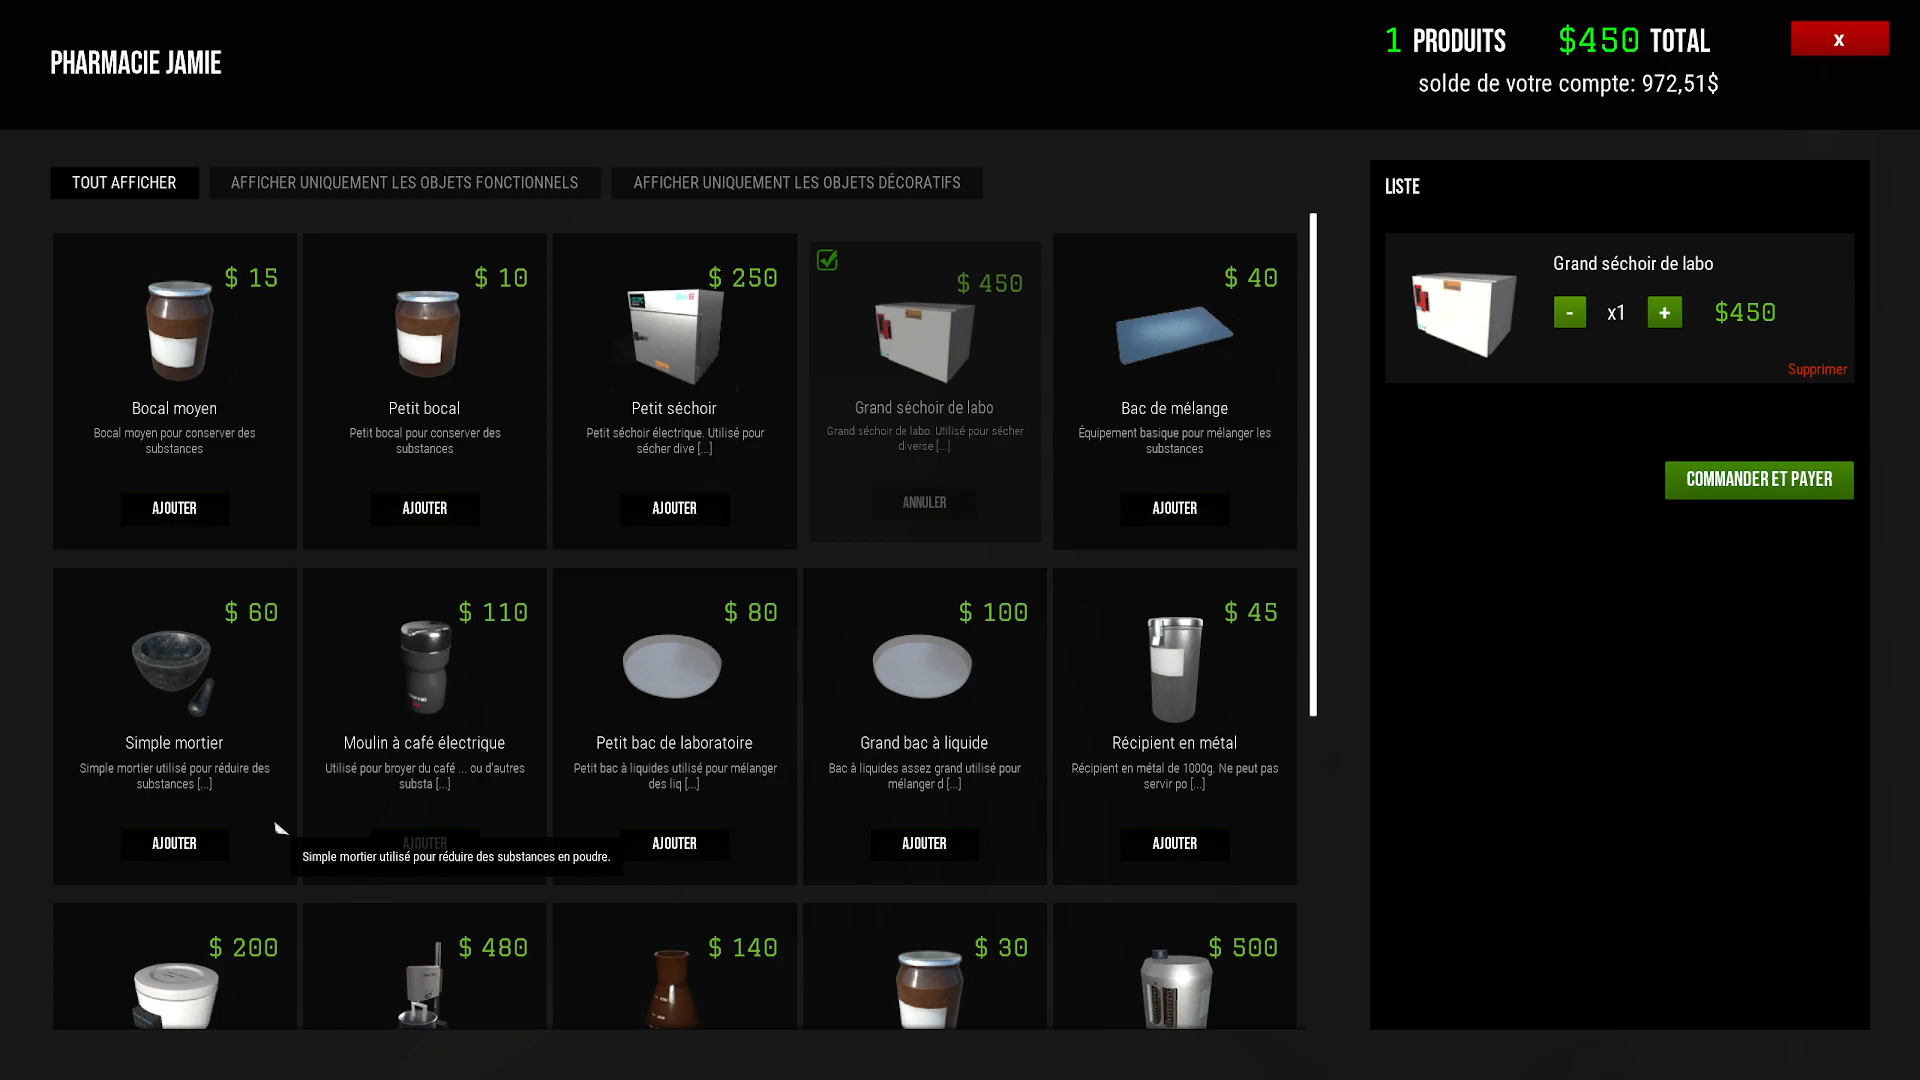 PHARMACIE JAMIE
1 PRODUITS $450 TOTAL
x
solde de votre compte: 972,51$
TOUT AFFICHER
AFFICHER UNIQUEMENT LES OBJETS FONCTIONNELS
AFFICHER UNIQUEMENT LES OBJETS DÉCORATIFS
$ 15
Bocal moyen
Bocal moyen pour conserver des
substances
AJOUTER
$ 10
Petit bocal
Petit bocal pour conserver des
substances
AJOUTER
$ 250
Petit séchoir
Petit séchoir électrique. Utilisé pour
sécher dive [...]
AJOUTER
$ 450
Grand séchoir de labo
Grand séchoir de labo. Utilisé pour sécher
diverse [...]
ANNULER
$ 40
Bac de mélange
Équipement basique pour mélanger les
substances
AJOUTER
$ 60
Simple mortier
Simple mortier utilisé pour réduire des
substances [...]
AJOUTER
$ 110
Moulin à café électrique
Utilisé pour broyer du café ... ou d'autres
substa [...]
AJOUTER
Simple mortier utilisé pour réduire des substances en poudre.
$ 80
Petit bac de laboratoire
Petit bac à liquides utilisé pour mélanger
des liq [...]
AJOUTER
$ 100
Grand bac à liquide
Bac à liquides assez grand utilisé pour
mélanger d [...]
AJOUTER
$ 45
Récipient en métal
Récipient en métal de 1000g. Ne peut pas
servir po [...]
AJOUTER
$ 200
$ 480
$ 140
$ 30
$ 500
LISTE
Grand séchoir de labo
- x1 + $450
Supprimer
COMMANDER ET PAYER